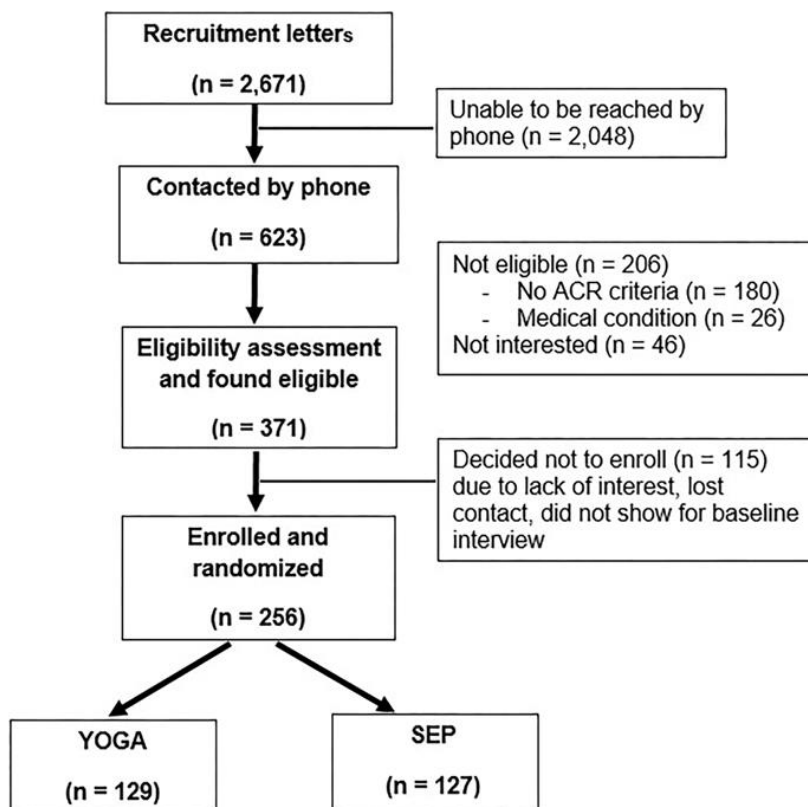 Recruitment letters
(n = 2,671)
Unable to be reached by
phone (n = 2,048)
Contacted by phone
(n = 623)
Not eligible (n = 206)
- No ACR criteria (n = 180)
- Medical condition (n = 26)
Not interested (n = 46)
Eligibility assessment
and found eligible
(n = 371)
Decided not to enroll (n = 115)
due to lack of interest, lost
contact, did not show for baseline
interview
Enrolled and
randomized
(n = 256)
YOGA
(n = 129)
SEP
(n = 127)